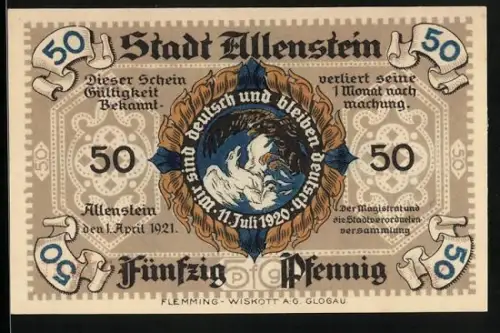 50
50
Stadt Allenstein
Dieser Schein verliert seine
Gültigkeit 1 Monat nach
Bekannt- machung.
wir sind deutsch und bleiben deutsch
11. Juli 1920
50
50
Allenstein
den 1. April 1921.
Der Magistrat und
die Stadtverordneten
versammlung
50
50
Fünfzig Pfennig
FLEMMING-WISKOTT A.G. GLOGAU